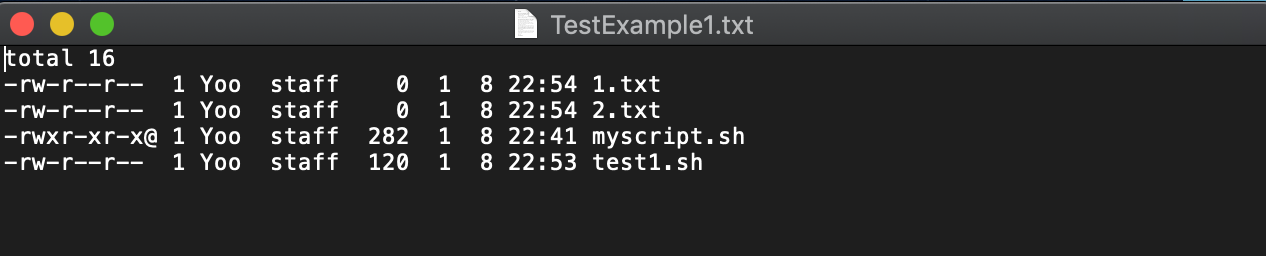 TestExample1.txt
total 16
-rw-r--r--  1 Yoo  staff    0  1  8 22:54 1.txt
-rw-r--r--  1 Yoo  staff    0  1  8 22:54 2.txt
-rwxr-xr-x@ 1 Yoo  staff  282  1  8 22:41 myscript.sh
-rw-r--r--  1 Yoo  staff  120  1  8 22:53 test1.sh